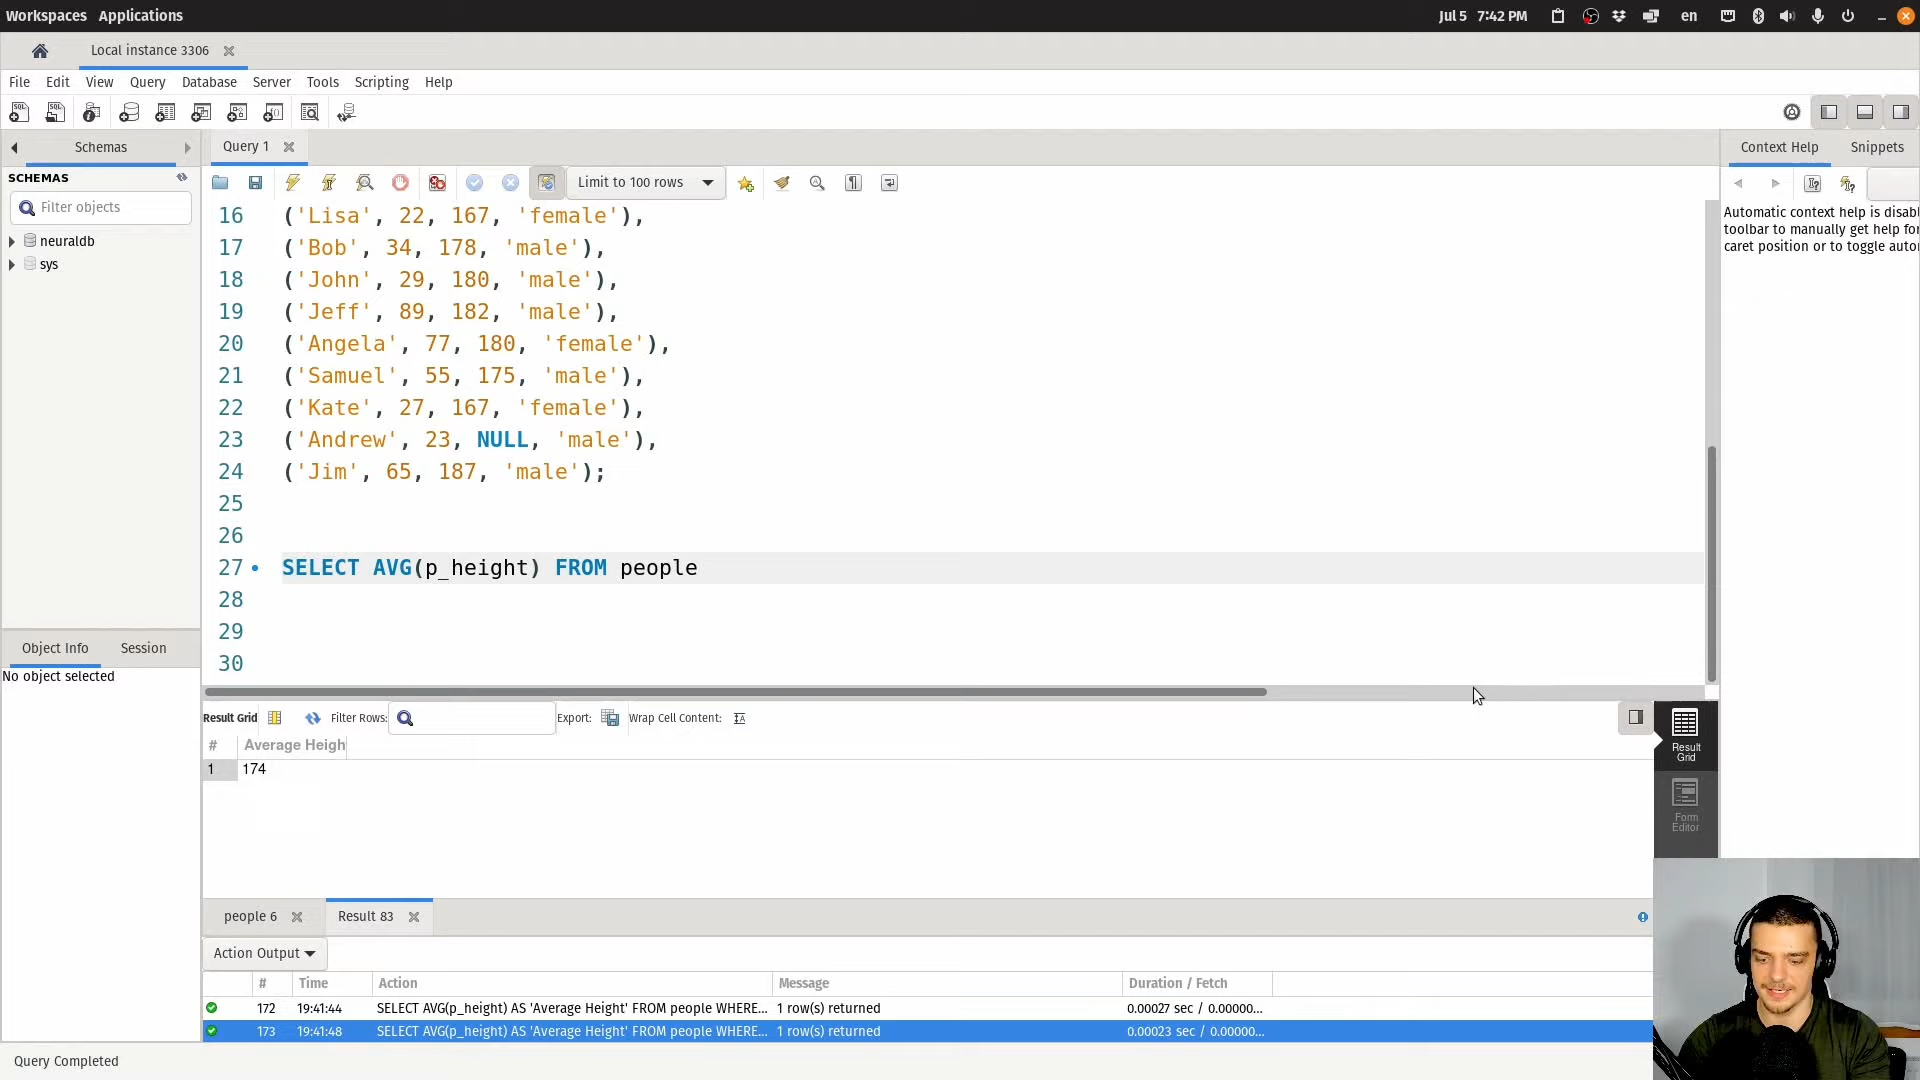 Workspaces Applications
Jul 5 7:42 PM
en
Local instance 3306
File Edit View Query Database Server Tools Scripting Help
Schemas
SCHEMAS
Filter objects
neuraldb
sys
Object Info Session
No object selected
Query 1
Limit to 100 rows
16 ('Lisa', 22, 167, 'female'),
17 ('Bob', 34, 178, 'male'),
18 ('John', 29, 180, 'male'),
19 ('Jeff', 89, 182, 'male'),
20 ('Angela', 77, 180, 'female'),
21 ('Samuel', 55, 175, 'male'),
22 ('Kate', 27, 167, 'female'),
23 ('Andrew', 23, NULL, 'male'),
24 ('Jim', 65, 187, 'male');
25
26
27 SELECT AVG(p_height) FROM people
28
29
30
Result Grid Filter Rows: Export: Wrap Cell Content:
# Average Heigh
1 174
Result
Grid
Form
Editor
people 6 Result 83
Action Output
# Time Action Message Duration / Fetch
172 19:41:44 SELECT AVG(p_height) AS 'Average Height' FROM people WHERE... 1 row(s) returned 0.00027 sec / 0.00000...
173 19:41:48 SELECT AVG(p_height) AS 'Average Height' FROM people WHERE... 1 row(s) returned 0.00023 sec / 0.00000...
Context Help Snippets
Automatic context help is disab
toolbar to manually get help fo
caret position or to toggle auto
Query Completed